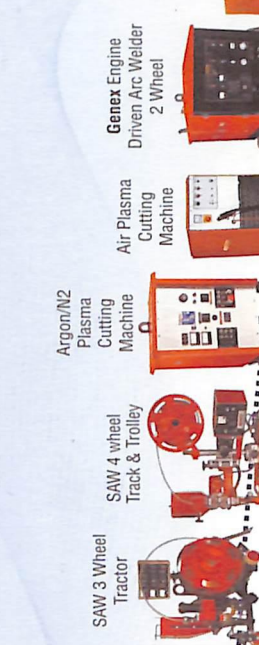 Genex Engine
Driven Arc Welder
2 Wheel
Air Plasma
Cutting
Machine
Argon/N2
Plasma
Cutting
Machine
SAW 4 wheel
Track & Trolley
SAW 3 Wheel
Tractor